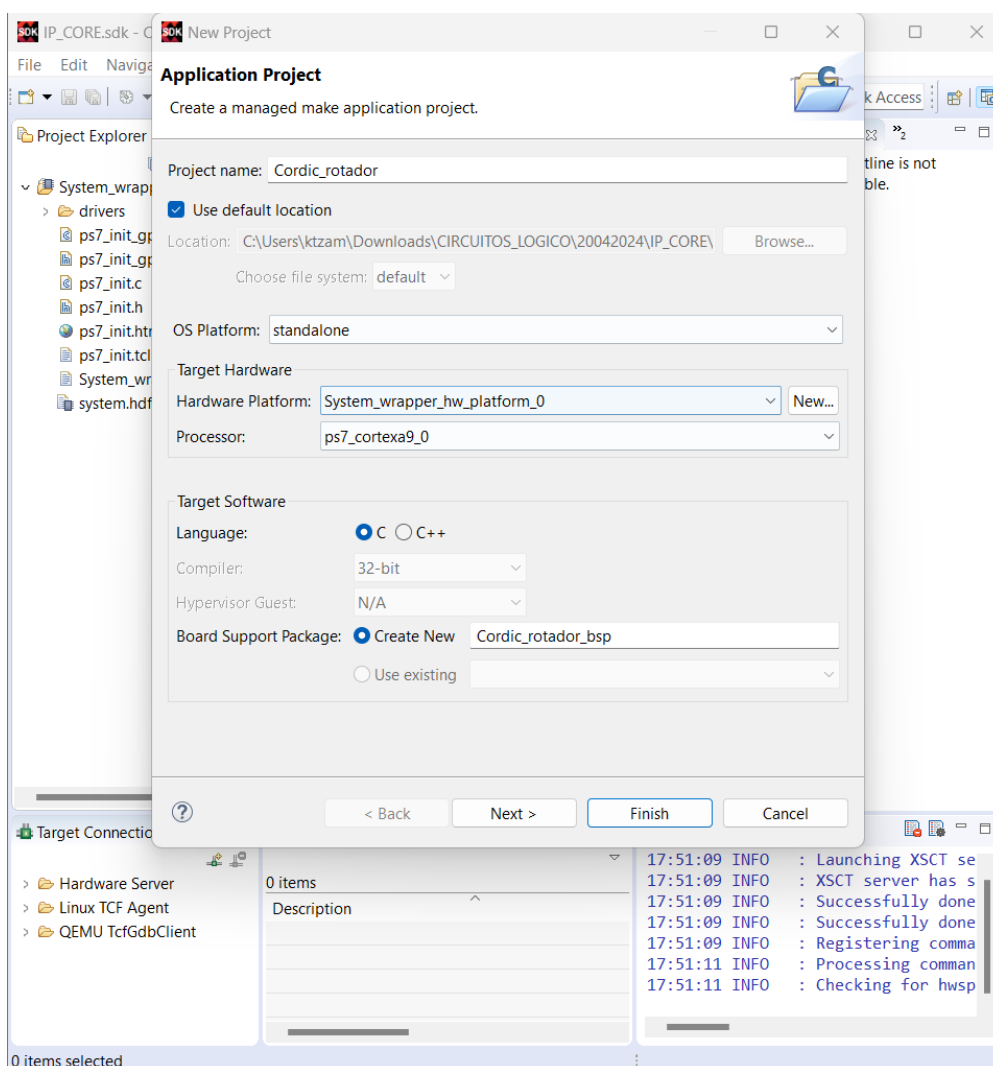 SDK IP_CORE.sdk - C
SDK New Project
File Edit Naviga
Application Project
Create a managed make application project.
k Access
Project Explorer
2
tline is not
ble.
System_wrapp
drivers
ps7_init_gp
ps7_init_gp
ps7_init.c
ps7_init.h
ps7_init.htm
ps7_init.tcl
System_wr
system.hdf
Project name: Cordic_rotador
Use default location
Location: C:\Users\ktzam\Downloads\CIRCUITOS_LOGICO\20042024\IP_CORE\ Browse...
Choose file system: default
OS Platform: standalone
Target Hardware
Hardware Platform: System_wrapper_hw_platform_0 New...
Processor: ps7_cortexa9_0
Target Software
Language: C C++
Compiler: 32-bit
Hypervisor Guest: N/A
Board Support Package: Create New Cordic_rotador_bsp
Use existing
? < Back Next > Finish Cancel
Target Connectio
Hardware Server
Linux TCF Agent
QEMU TcfGdbClient
0 items
Description
17:51:09 INFO : Launching XSCT se
17:51:09 INFO : XSCT server has s
17:51:09 INFO : Successfully done
17:51:09 INFO : Successfully done
17:51:09 INFO : Registering comma
17:51:11 INFO : Processing comman
17:51:11 INFO : Checking for hwsp
0 items selected